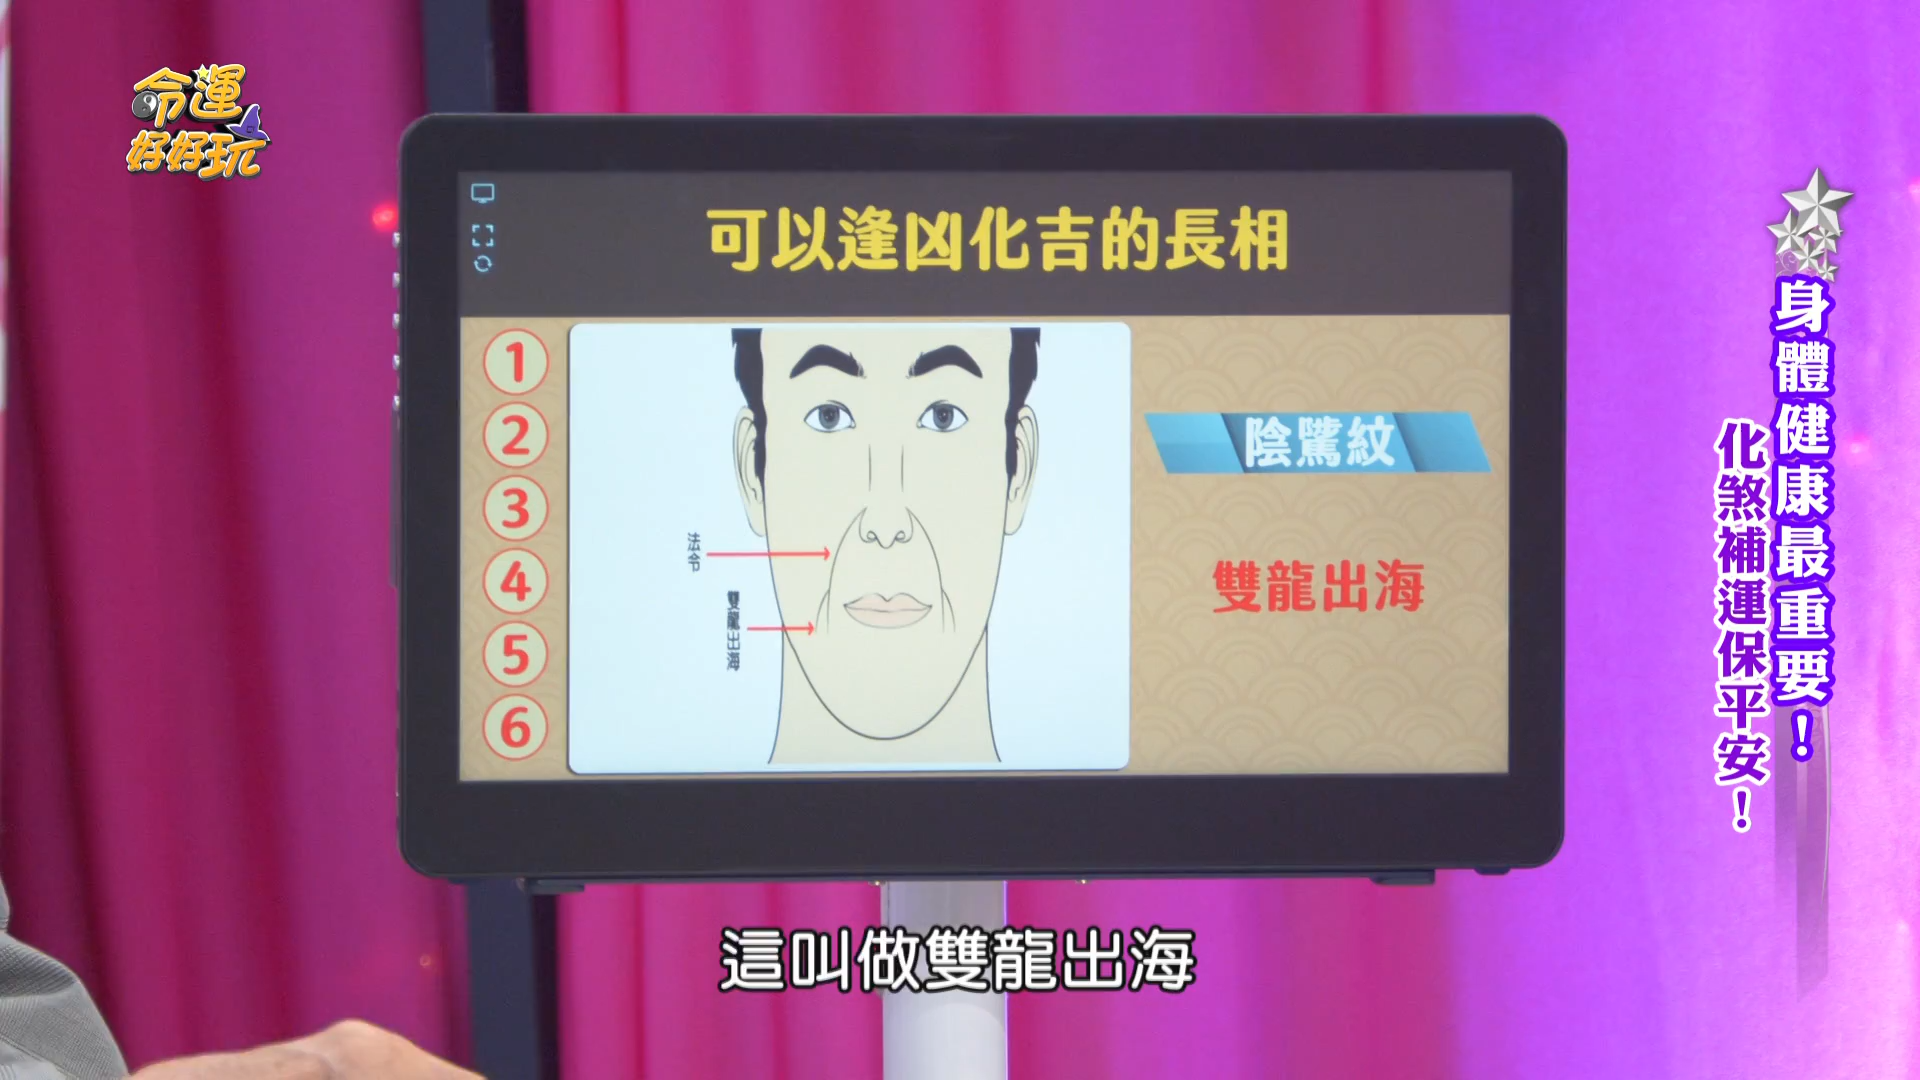 命運
好好玩
可以逢凶化吉的長相
1
2
3
4
5
6
法令
雙龍出海
陰騭紋
雙龍出海
身體健康最重要！
化煞補運保平安！
這叫做雙龍出海